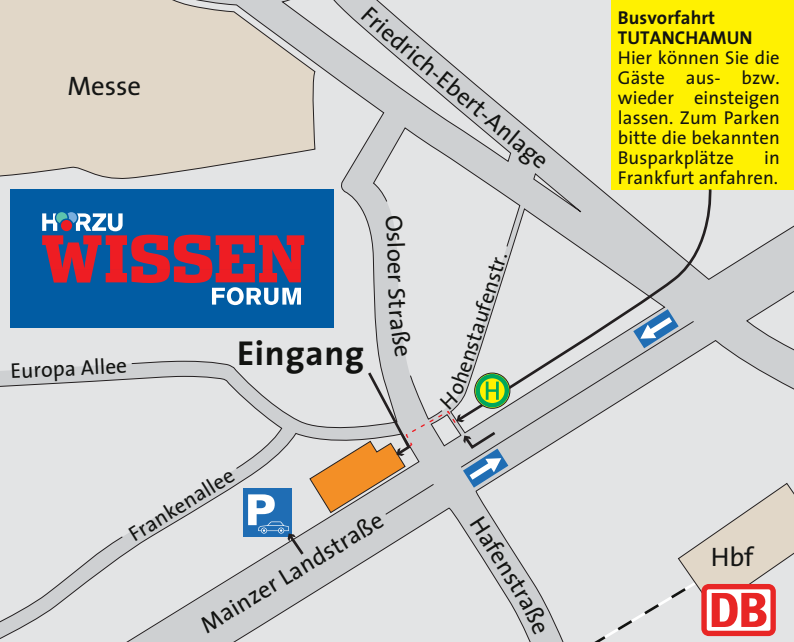 Busvorfahrt
TUTANCHAMUN
Hier können Sie die
Gäste aus- bzw.
wieder einsteigen
lassen. Zum Parken
bitte die bekannten
Busparkplätze in
Frankfurt anfahren.
Friedrich-Ebert-Anlage
Messe
HÖRZU
WISSEN
FORUM
Osloer Straße
Hohenstaufenstr.
Eingang
Europa Allee
H
Frankenallee
P
Mainzer Landstraße
Hafenstraße
Hbf
DB